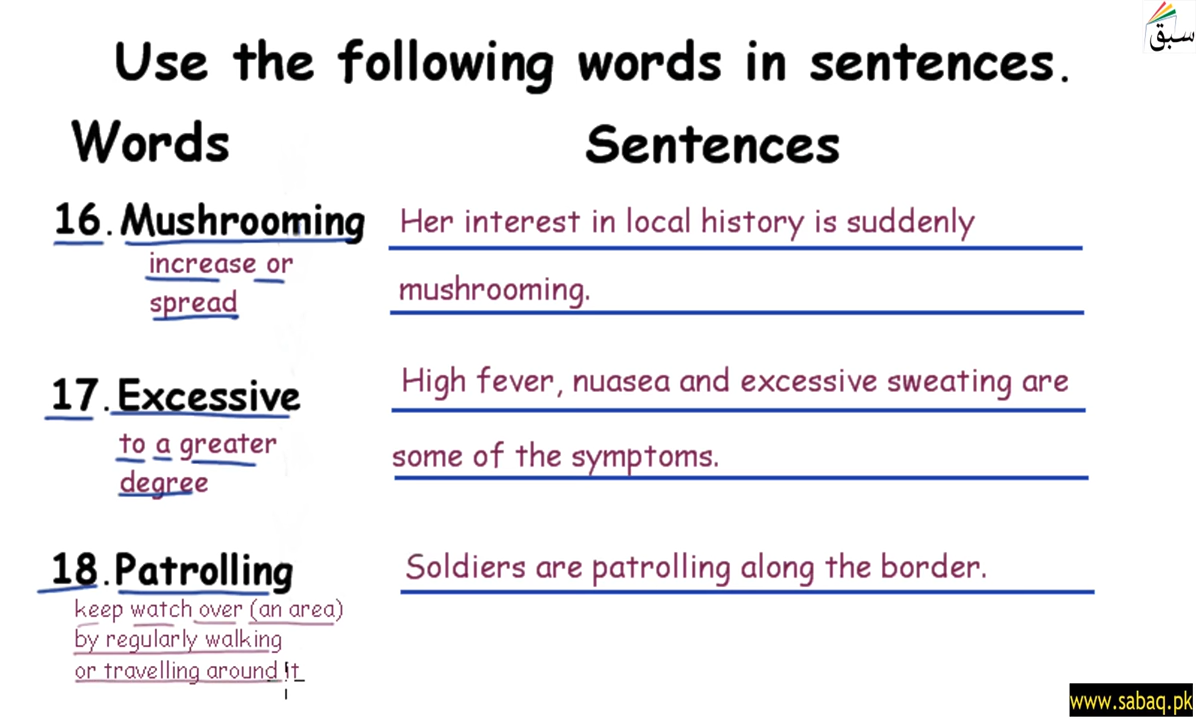 سبق
Use the following words in sentences.
Words Sentences
16. Mushrooming Her interest in local history is suddenly
increase or
spread mushrooming.
17. Excessive High fever, nuasea and excessive sweating are
to a greater
degree some of the symptoms.
18. Patrolling Soldiers are patrolling along the border.
keep watch over (an area)
by regularly walking
or travelling around it
www.sabaq.pk